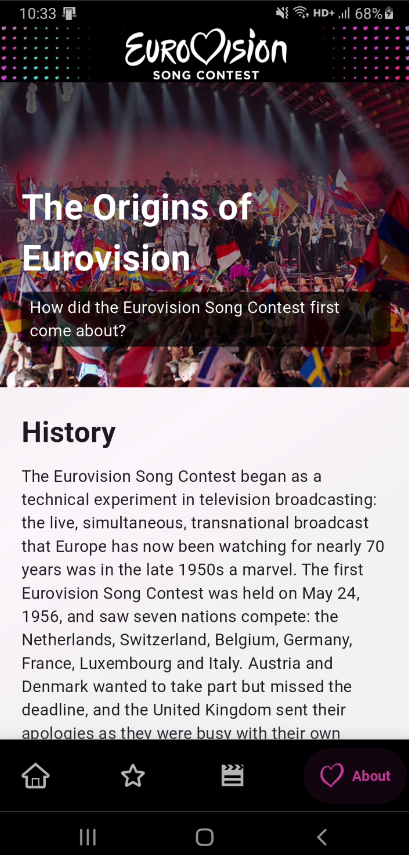 10:33 HD+ 68%
EUROVISION
SONG CONTEST
The Origins of
Eurovision
How did the Eurovision Song Contest first
come about?
History
The Eurovision Song Contest began as a
technical experiment in television broadcasting:
the live, simultaneous, transnational broadcast
that Europe has now been watching for nearly 70
years was in the late 1950s a marvel. The first
Eurovision Song Contest was held on May 24,
1956, and saw seven nations compete: the
Netherlands, Switzerland, Belgium, Germany,
France, Luxembourg and Italy. Austria and
Denmark wanted to take part but missed the
deadline, and the United Kingdom sent their
apologies as they were busy with their own
About